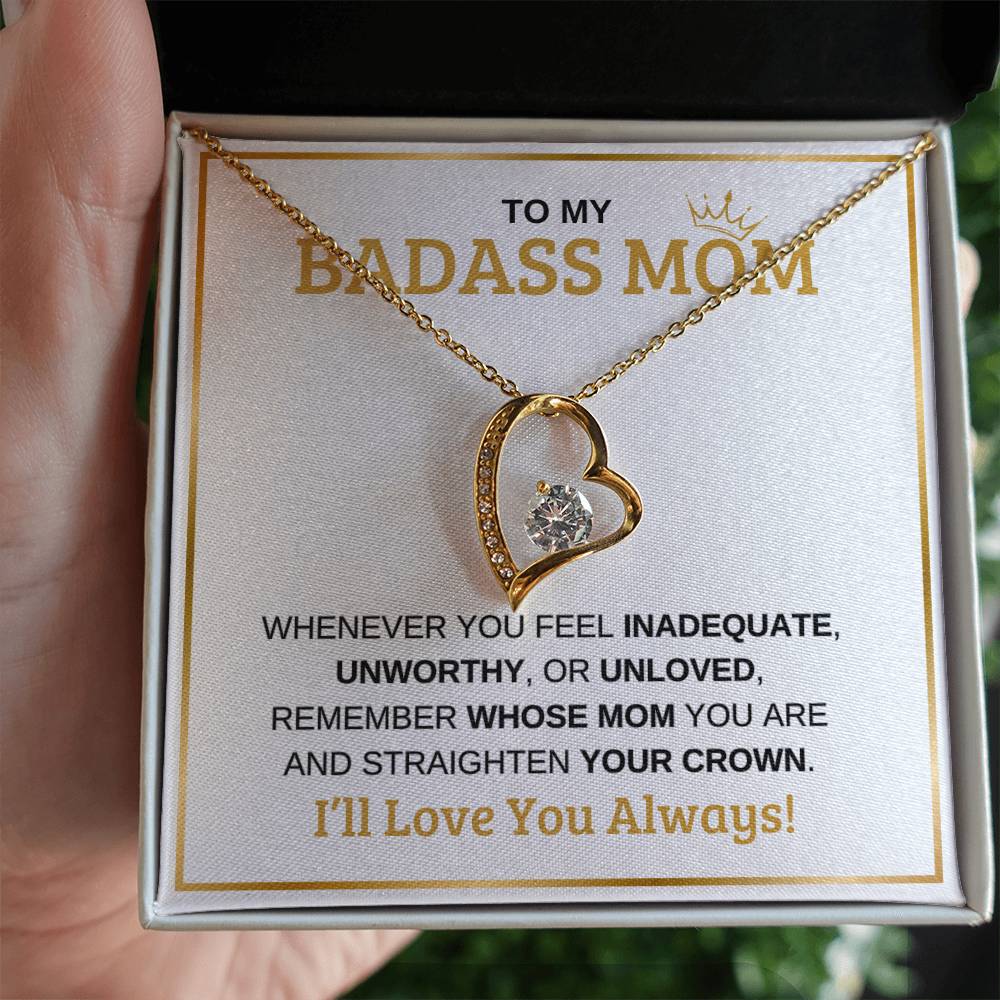 TO MY
BADASS MOM
WHENEVER YOU FEEL INADEQUATE,
UNWORTHY, OR UNLOVED,
REMEMBER WHOSE MOM YOU ARE
AND STRAIGHTEN YOUR CROWN.
I'll Love You Always!